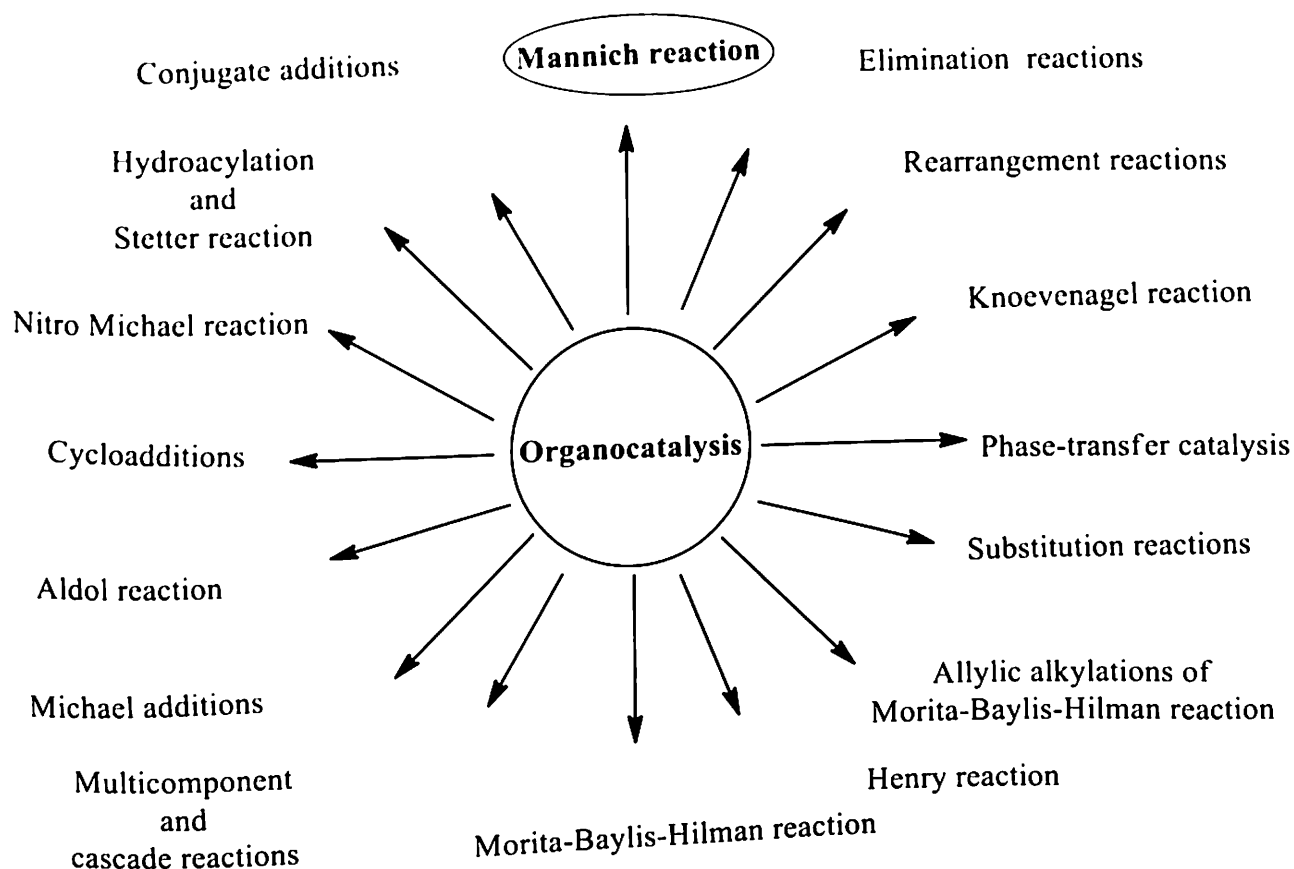 Mannich reaction
Conjugate additions
Elimination reactions
Hydroacylation
and
Stetter reaction
Rearrangement reactions
Nitro Michael reaction
Knoevenagel reaction
Cycloadditions
Organocatalysis
Phase-transfer catalysis
Aldol reaction
Substitution reactions
Michael additions
Allylic alkylations of
Morita-Baylis-Hilman reaction
Multicomponent
and
cascade reactions
Henry reaction
Morita-Baylis-Hilman reaction